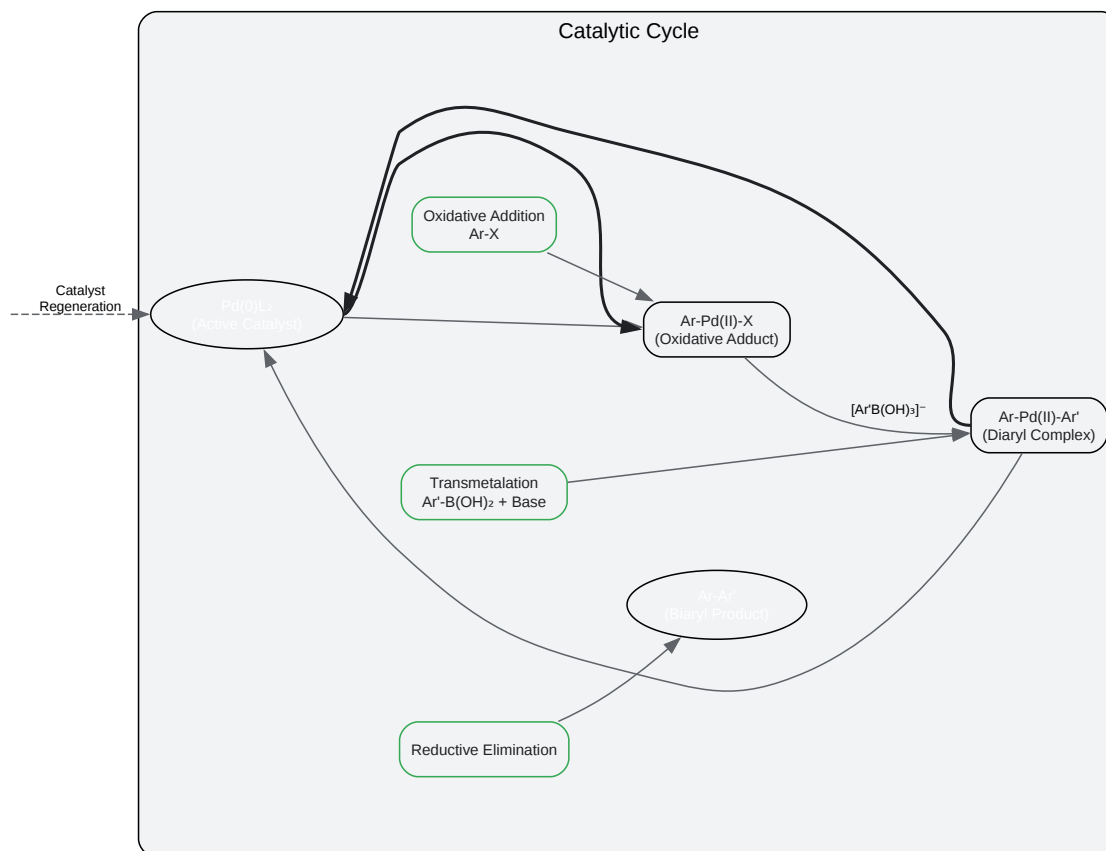 Catalytic Cycle
Oxidative Addition
Ar-X
Catalyst
Regeneration
Pd(0)L₂
(Active Catalyst)
Ar-Pd(II)-X
(Oxidative Adduct)
[Ar'B(OH)₃]⁻
Ar-Pd(II)-Ar'
(Diaryl Complex)
Transmetalation
Ar'-B(OH)₂ + Base
Ar-Ar'
(Biaryl Product)
Reductive Elimination